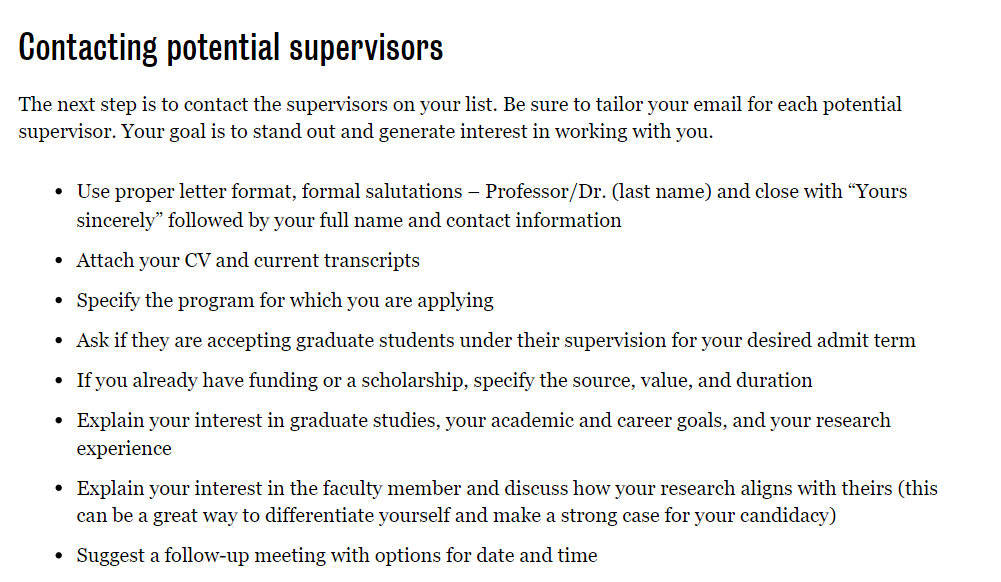 Contacting potential supervisors
The next step is to contact the supervisors on your list. Be sure to tailor your email for each potential
supervisor. Your goal is to stand out and generate interest in working with you.
• Use proper letter format, formal salutations – Professor/Dr. (last name) and close with “Yours
sincerely” followed by your full name and contact information
• Attach your CV and current transcripts
• Specify the program for which you are applying
• Ask if they are accepting graduate students under their supervision for your desired admit term
• If you already have funding or a scholarship, specify the source, value, and duration
• Explain your interest in graduate studies, your academic and career goals, and your research
experience
• Explain your interest in the faculty member and discuss how your research aligns with theirs (this
can be a great way to differentiate yourself and make a strong case for your candidacy)
• Suggest a follow-up meeting with options for date and time